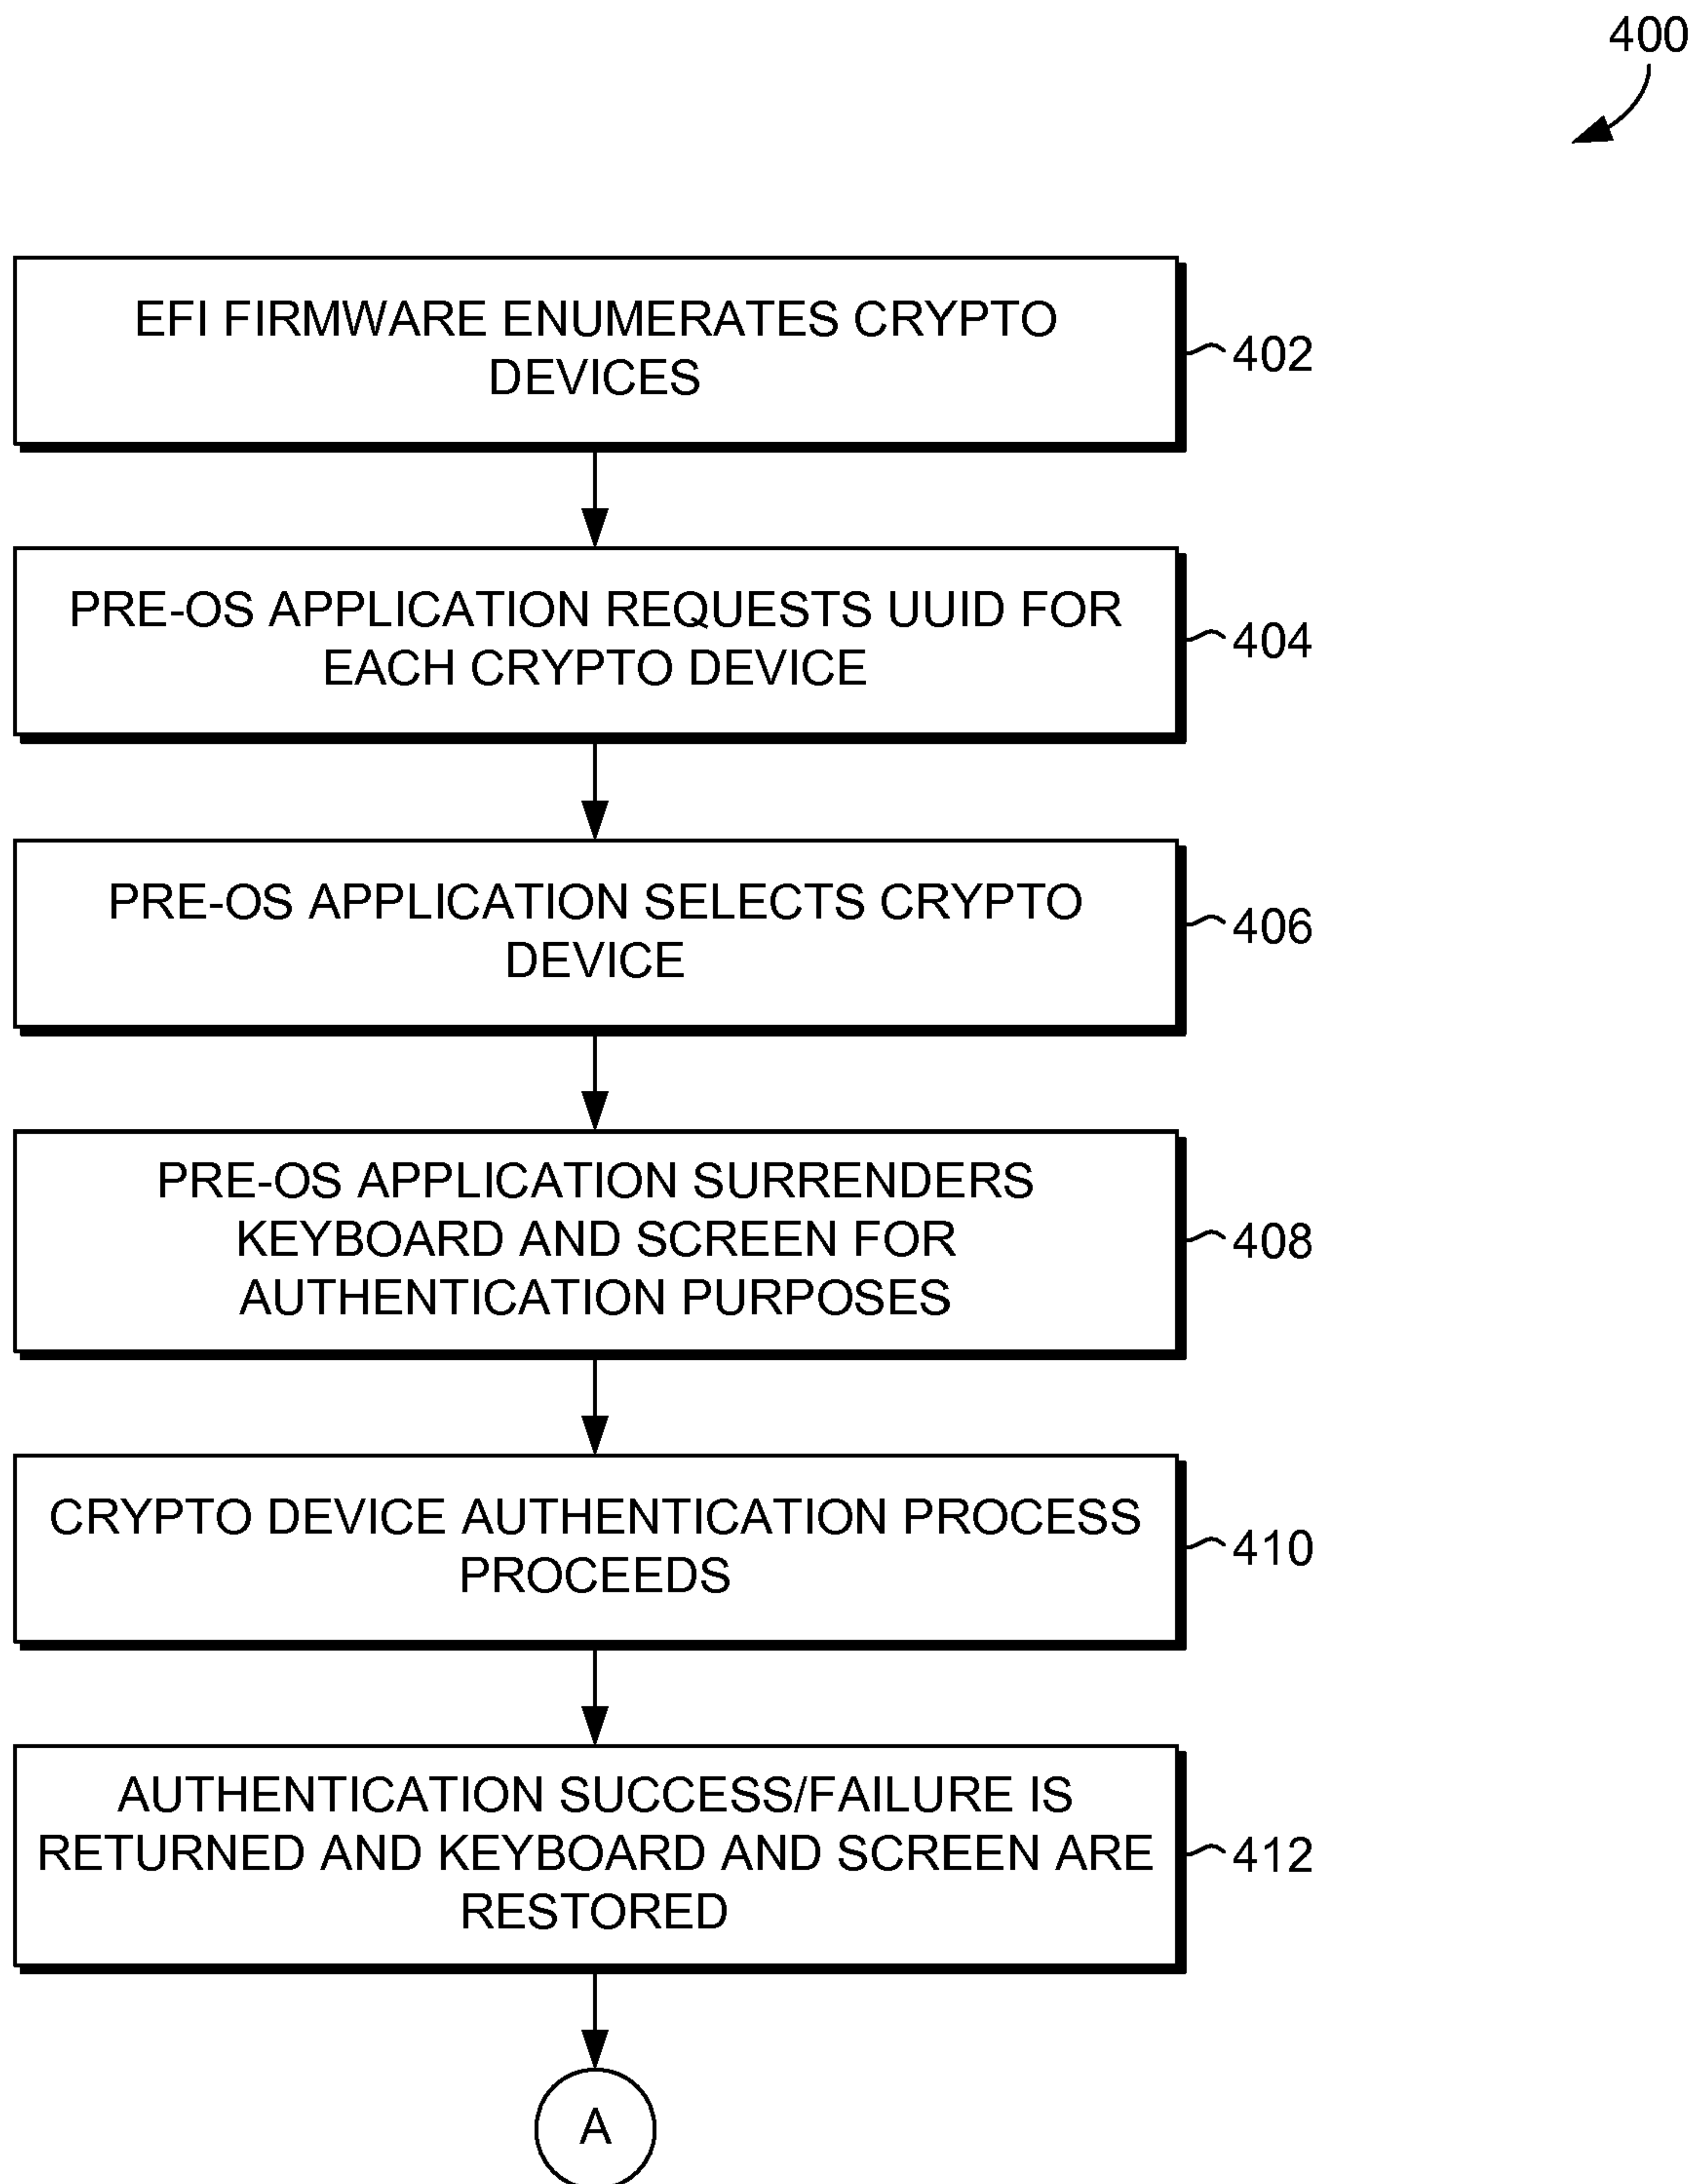 400
EFI FIRMWARE ENUMERATES CRYPTO
DEVICES
402
PRE-OS APPLICATION REQUESTS UUID FOR
EACH CRYPTO DEVICE
404
PRE-OS APPLICATION SELECTS CRYPTO
DEVICE
406
PRE-OS APPLICATION SURRENDERS
KEYBOARD AND SCREEN FOR
AUTHENTICATION PURPOSES
408
CRYPTO DEVICE AUTHENTICATION PROCESS
PROCEEDS
410
AUTHENTICATION SUCCESS/FAILURE IS
RETURNED AND KEYBOARD AND SCREEN ARE
RESTORED
412
A